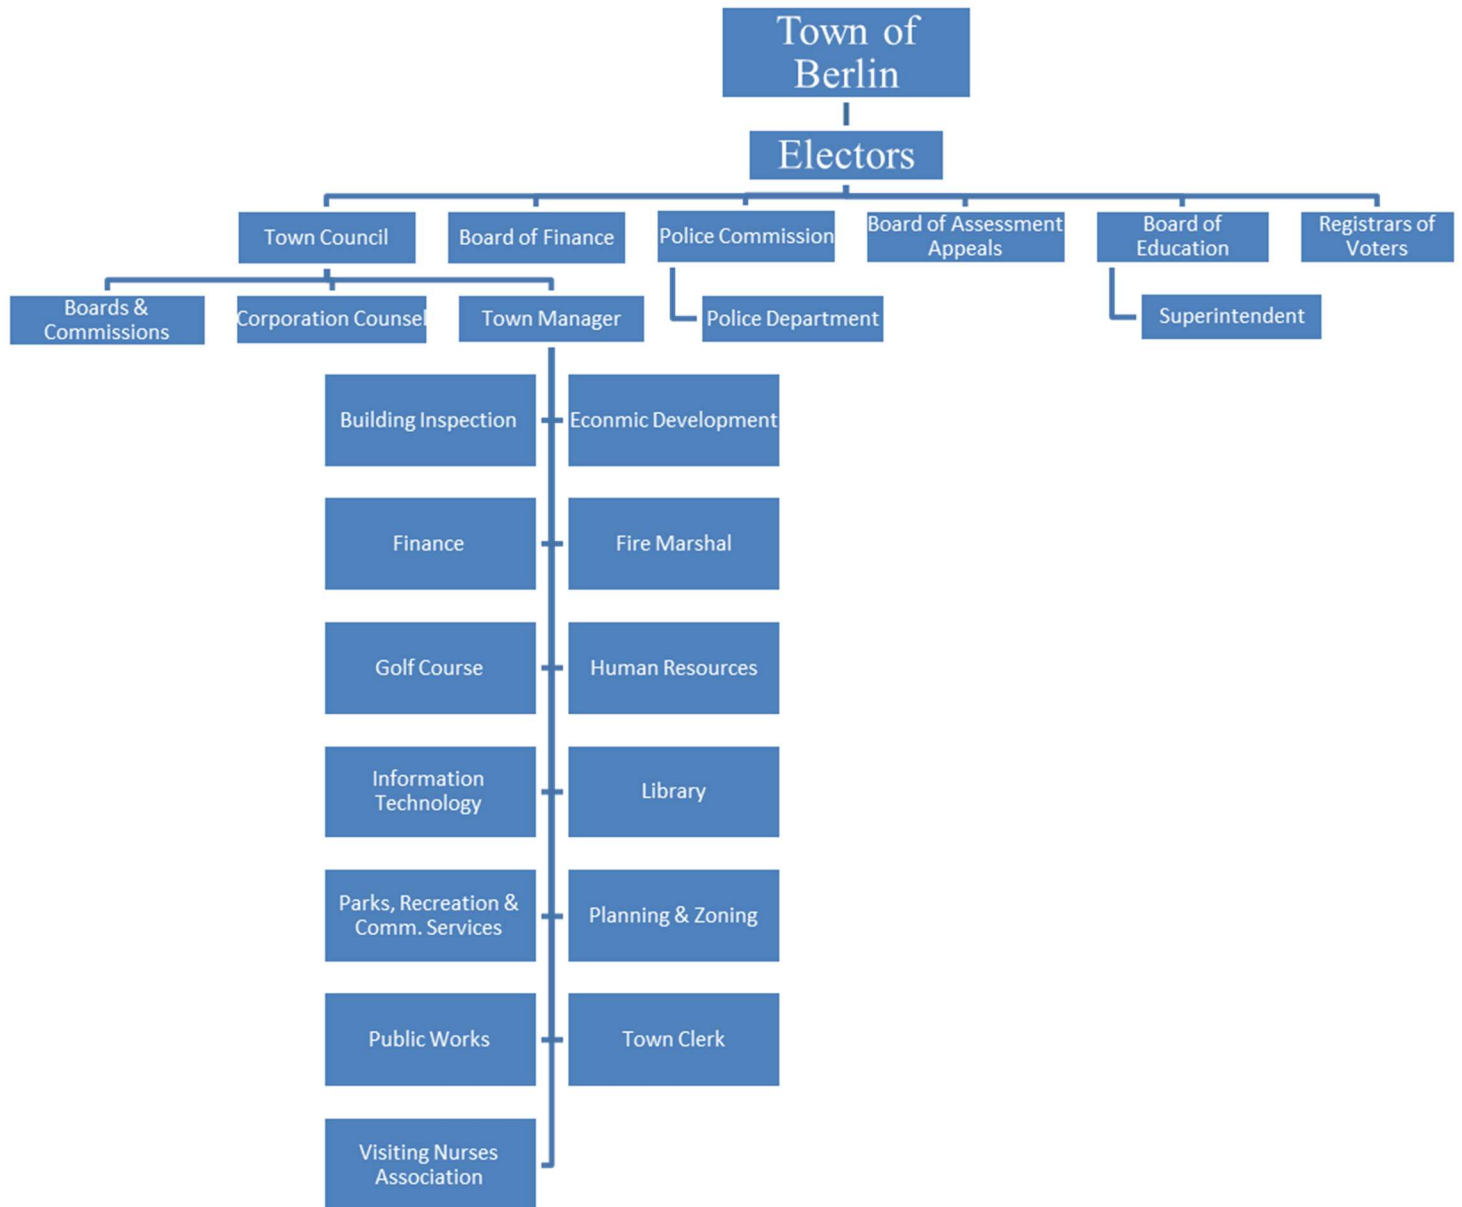 Town of
Berlin
Electors
Town Council
Board of Finance
Police Commission
Board of Assessment
Appeals
Board of
Education
Registrars of
Voters
Boards &
Commissions
Corporation Counsel
Town Manager
Police Department
Superintendent
Building Inspection
Econmic Development
Finance
Fire Marshal
Golf Course
Human Resources
Information
Technology
Library
Parks, Recreation &
Comm. Services
Planning & Zoning
Public Works
Town Clerk
Visiting Nurses
Association